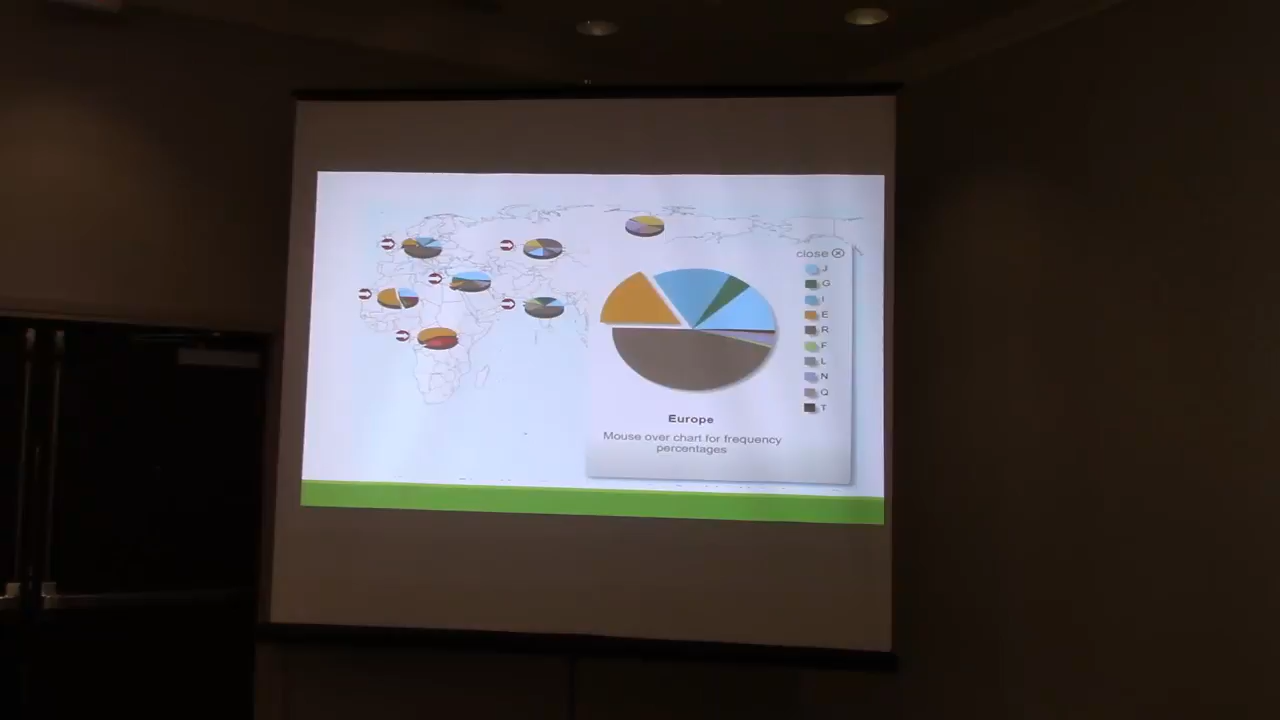 close
J
G
I
E
R
F
L
N
Q
T
Europe
Mouse over chart for frequency
percentages